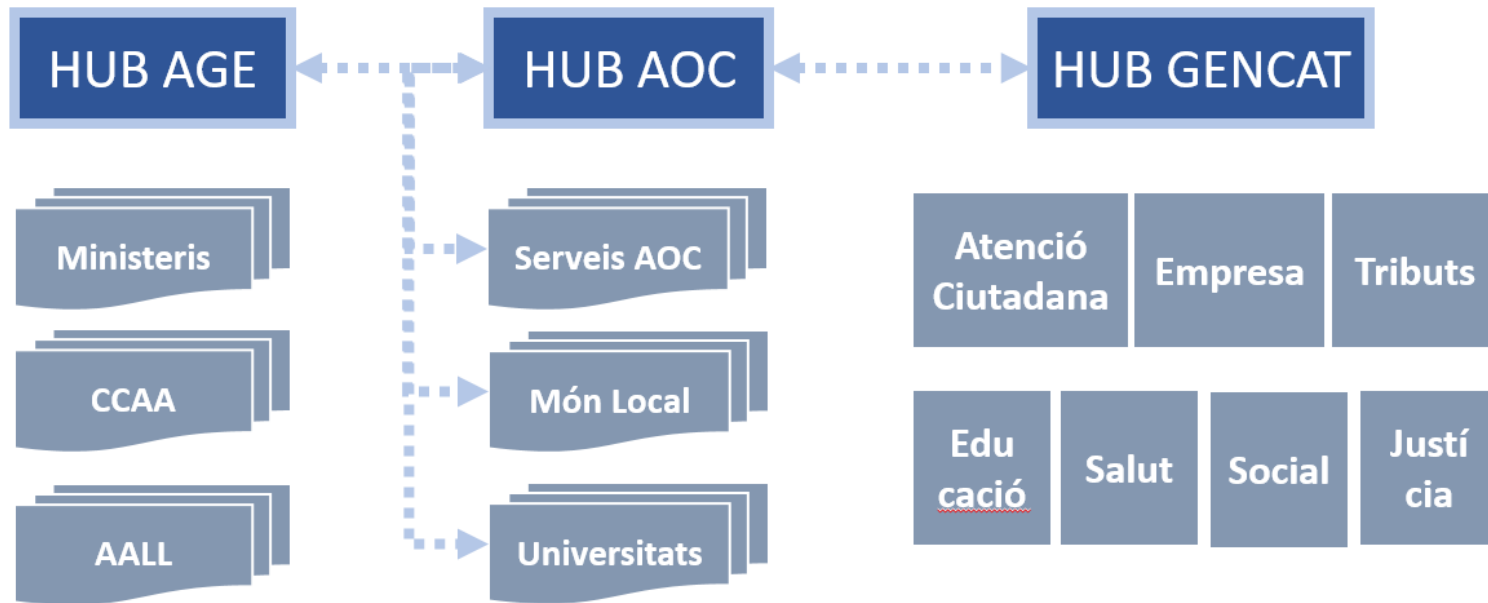 HUB AGE
HUB AOC
HUB GENCAT
Ministeris
CCAA
AALL
Serveis AOC
Món Local
Universitats
Atenció
Ciutadana
Empresa
Tributs
Edu
cació
Salut
Social
Justí
cia